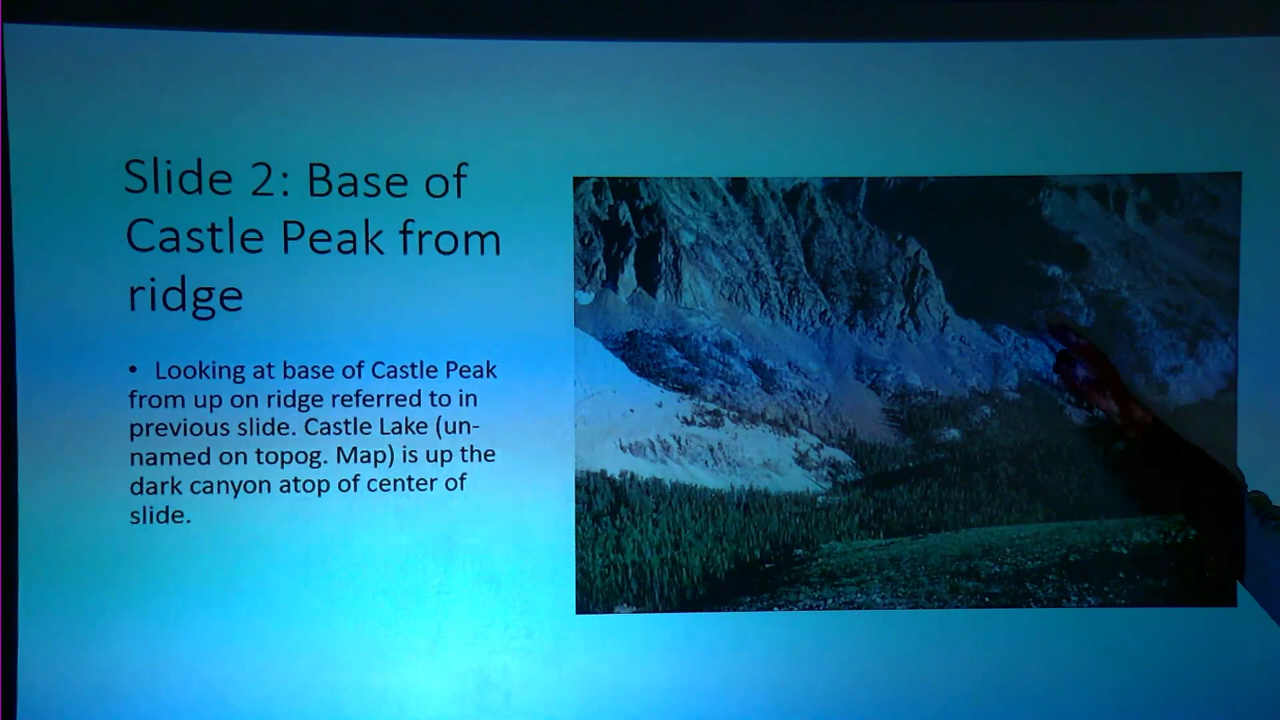 Slide 2: Base of
Castle Peak from
ridge
• Looking at base of Castle Peak
from up on ridge referred to in
previous slide. Castle Lake (un-
named on topog. Map) is up the
dark canyon atop of center of
slide.